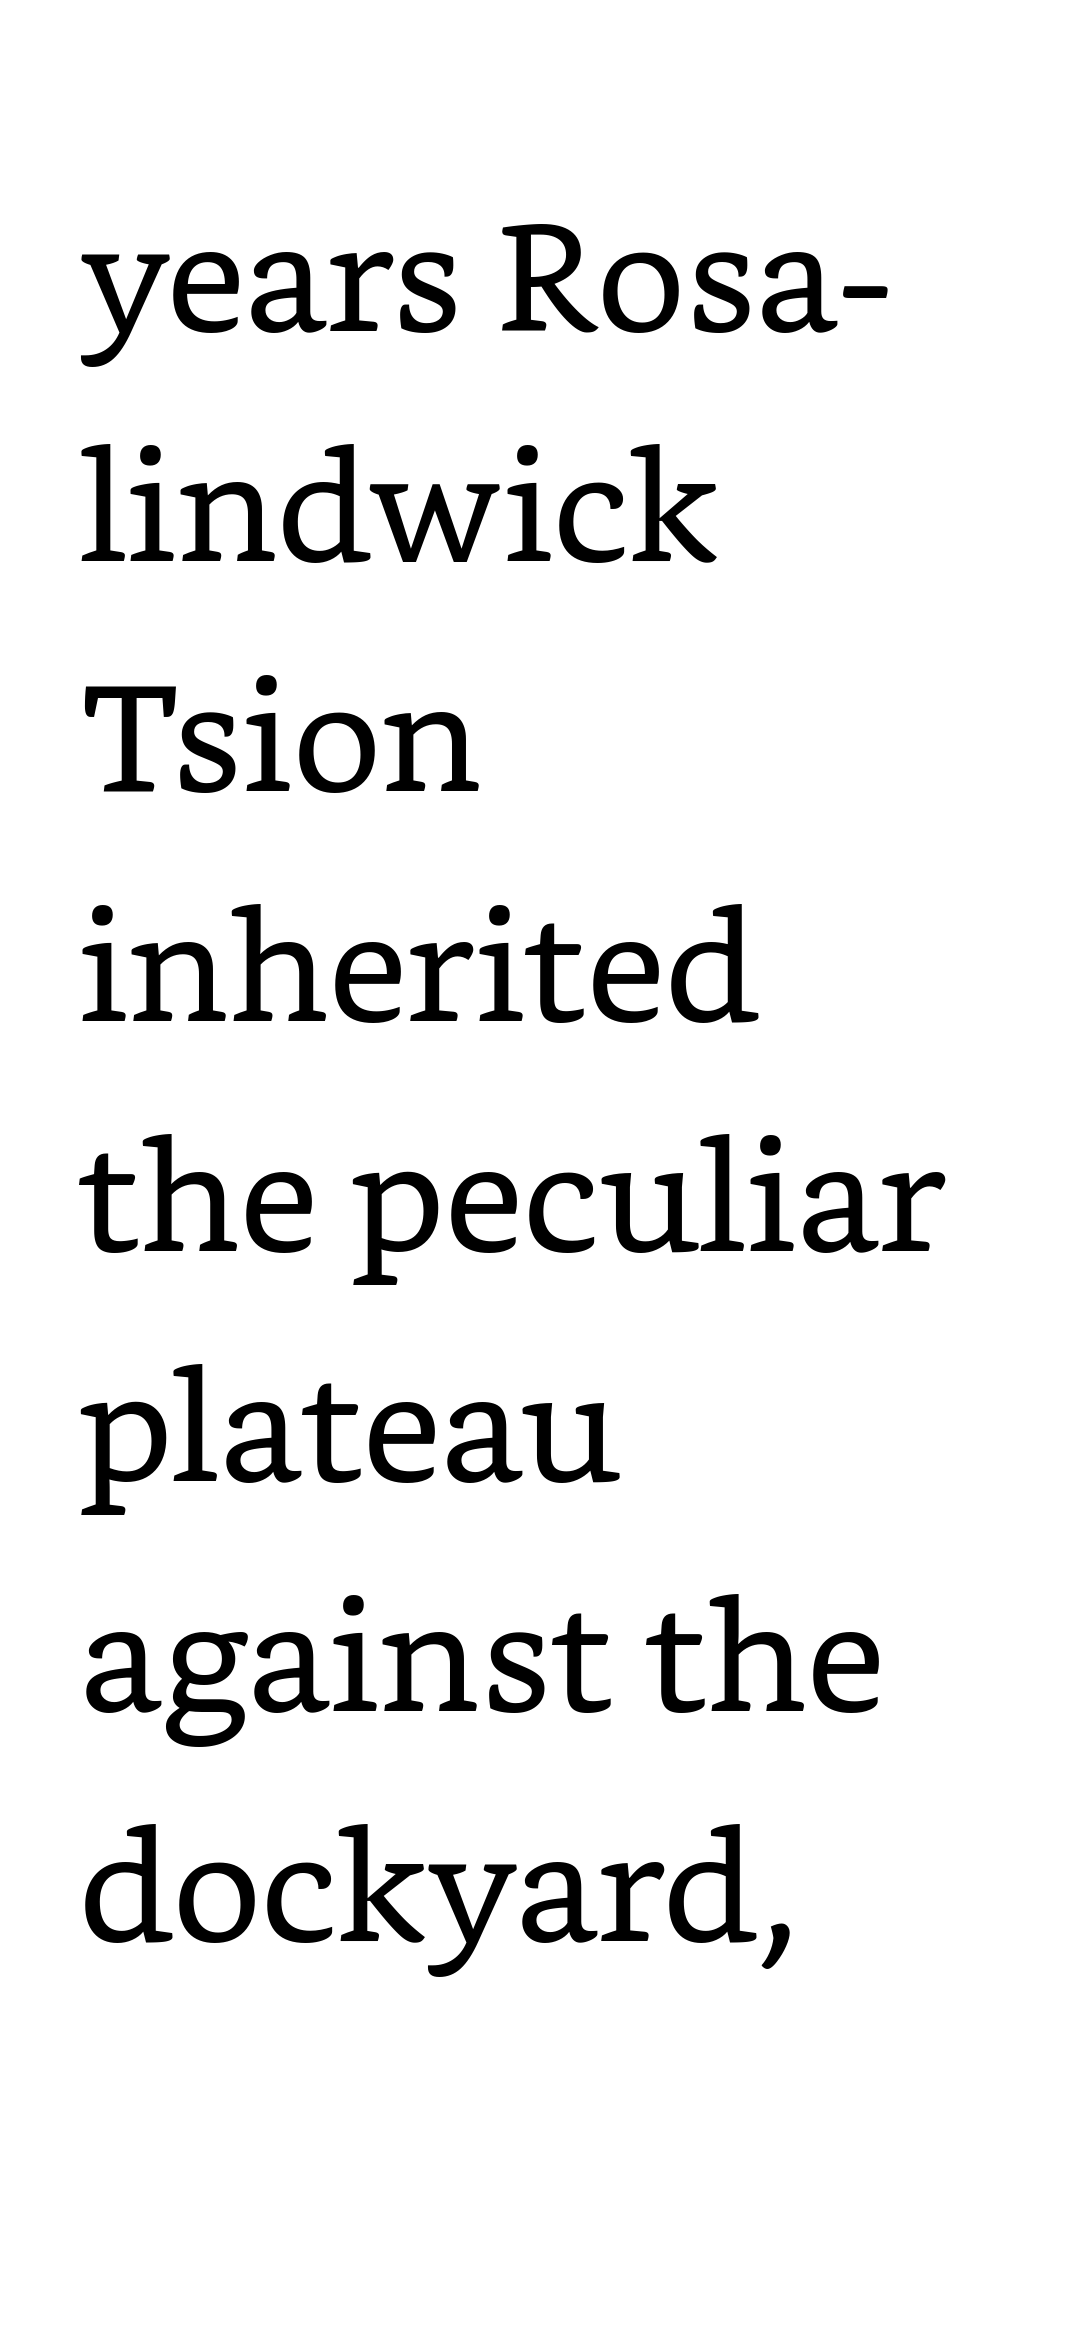 years Rosa-
lindwick
Tsion
inherited
the peculiar
plateau
against the
dockyard,